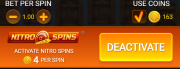 BET PER SPIN
USE COINS
1.00
163
NITRO SPINS
ACTIVATE NITRO SPINS
4 PER SPIN
DEACTIVATE